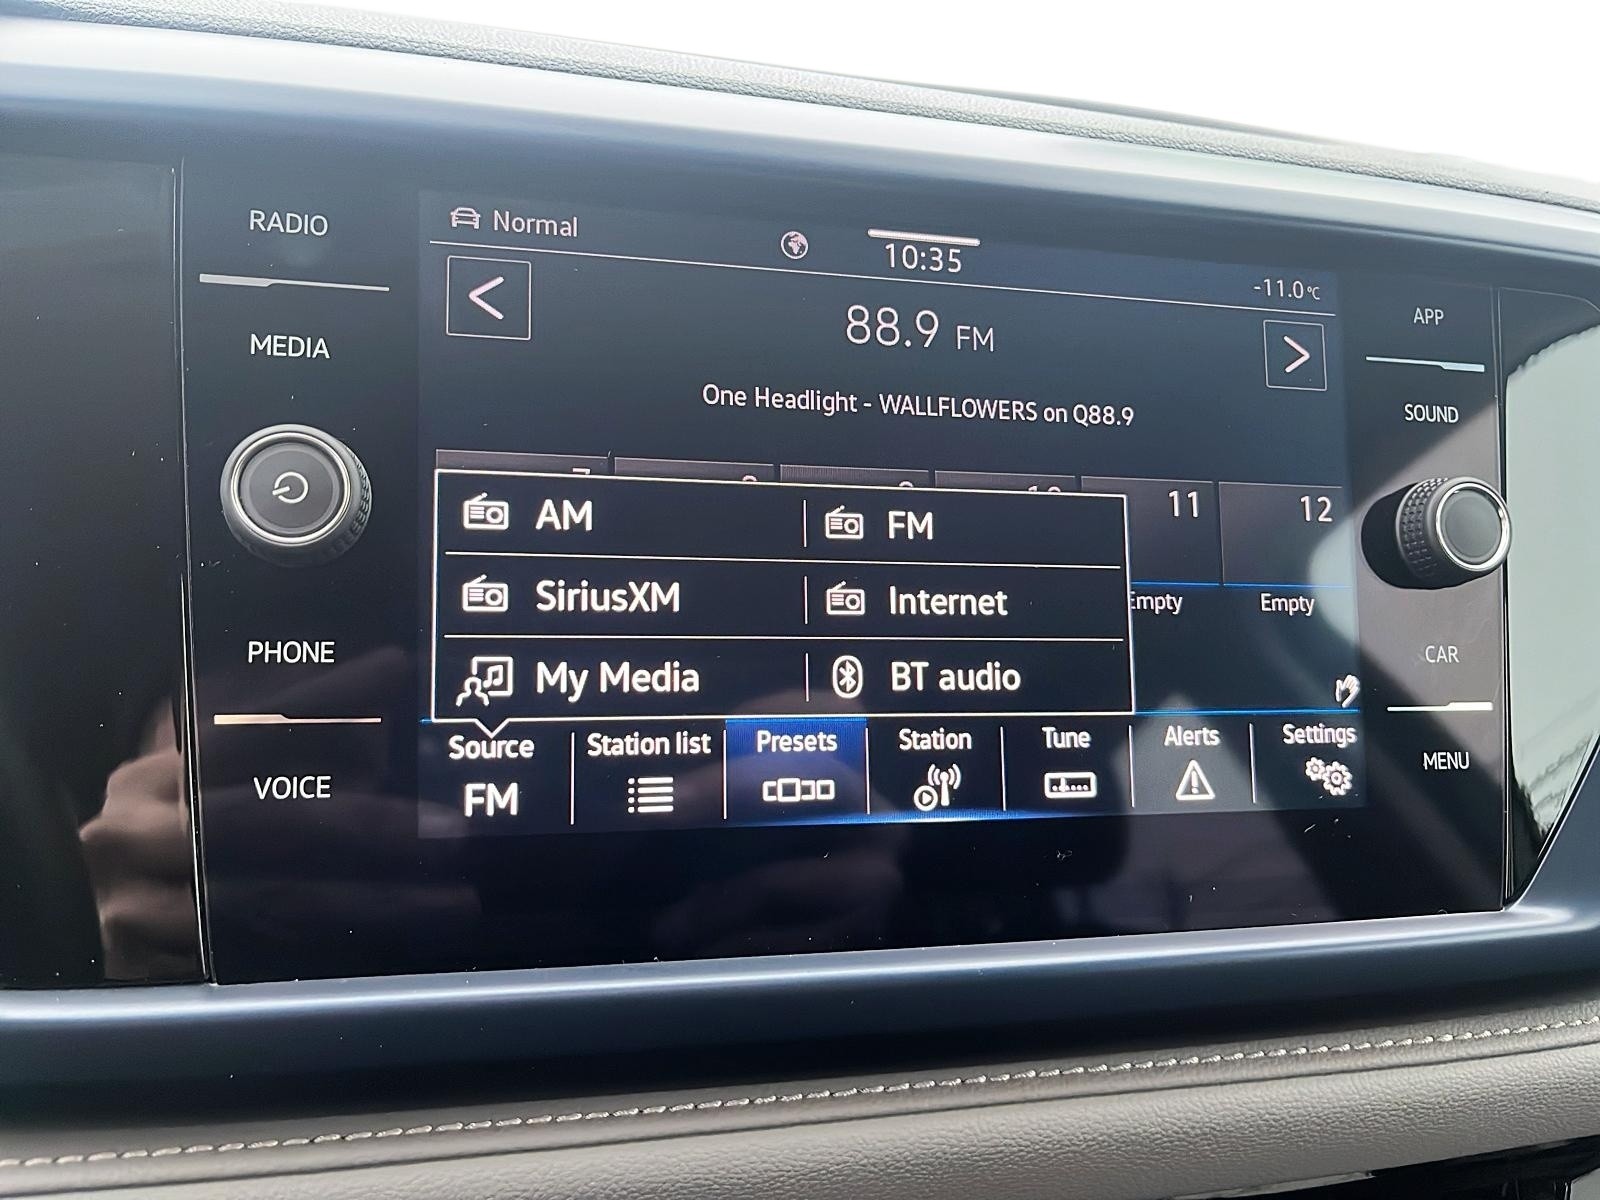 RADIO
MEDIA
PHONE
VOICE
Normal
10:35
-11.0°C
88.9 FM
One Headlight - WALLFLOWERS on Q88.9
11
12
Empty
Empty
AM
FM
SiriusXM
Internet
My Media
BT audio
Source
FM
Station list
Presets
Station
Tune
Alerts
Settings
APP
SOUND
CAR
MENU